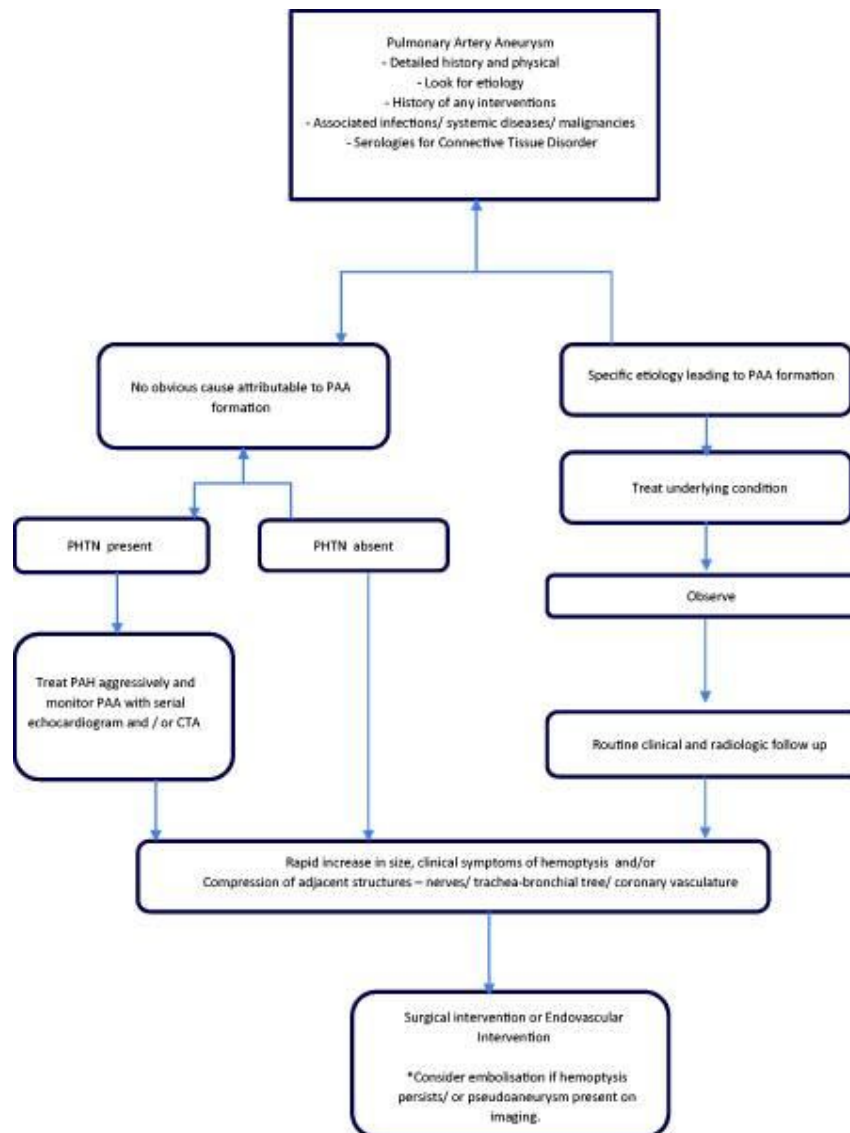 Pulmonary Artery Aneurysm
- Detailed history and physical
- Look for etiology
- History of any interventions
- Associated infections/ systemic diseases/ malignancies
- Serologies for Connective Tissue Disorder
No obvious cause attributable to PAA
formation
Specific etiology leading to PAA formation
Treat underlying condition
PHTN present
PHTN absent
Observe
Treat PAH aggressively and
monitor PAA with serial
echocardiogram and / or CTA
Routine clinical and radiologic follow up
Rapid increase in size, clinical symptoms of hemoptysis and/or
Compression of adjacent structures – nerves/ trachea-bronchial tree/ coronary vasculature
Surgical intervention or Endovascular
Intervention
*Consider embolisation if hemoptysis
persists/ or pseudoaneurysm present on
imaging.